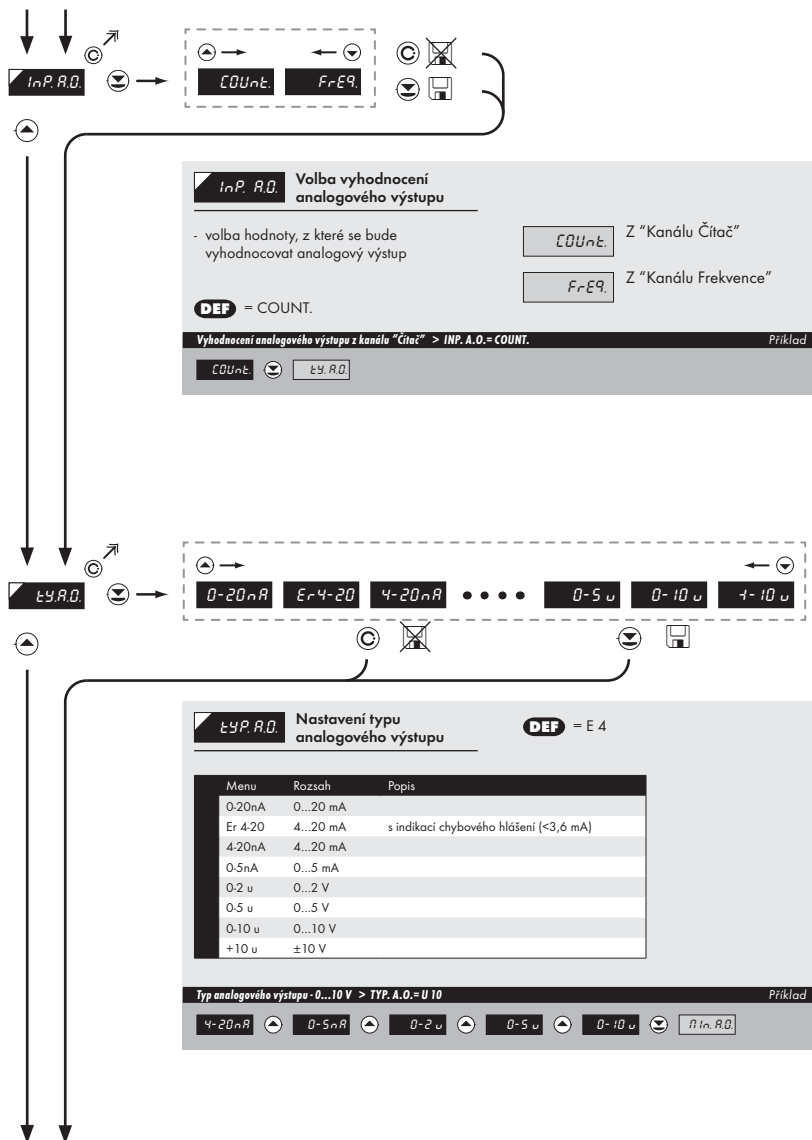 InP. A.O.
COUnt.
FrEq.
InP. A.O.
Volba vyhodnocení
analogového výstupu
- volba hodnoty, z které se bude
vyhodnocovat analogový výstup
COUnt.
Z “Kanálu Čítač”
FrEq.
Z “Kanálu Frekvence”
DEF = COUNT.
Vyhodnocení analogového výstupu z kanálu “Čítač” > INP. A.O.= COUNT. Příklad
COUnt. tY. A.O.
tY.A.O.
0-20nA Er4-20 4-20nA 0-5 u 0-10 u +-10 u
tYP. A.O.
Nastavení typu
analogového výstupu
DEF = E 4
Menu Rozsah Popis
0-20nA 0...20 mA
Er 4-20 4...20 mA s indikací chybového hlášení (<3,6 mA)
4-20nA 4...20 mA
0-5nA 0...5 mA
0-2 u 0...2 V
0-5 u 0...5 V
0-10 u 0...10 V
+10 u ±10 V
Typ analogového výstupu - 0...10 V > TYP. A.O.= U 10 Příklad
4-20nA 0-5nA 0-2 u 0-5 u 0-10 u MIn. A.O.